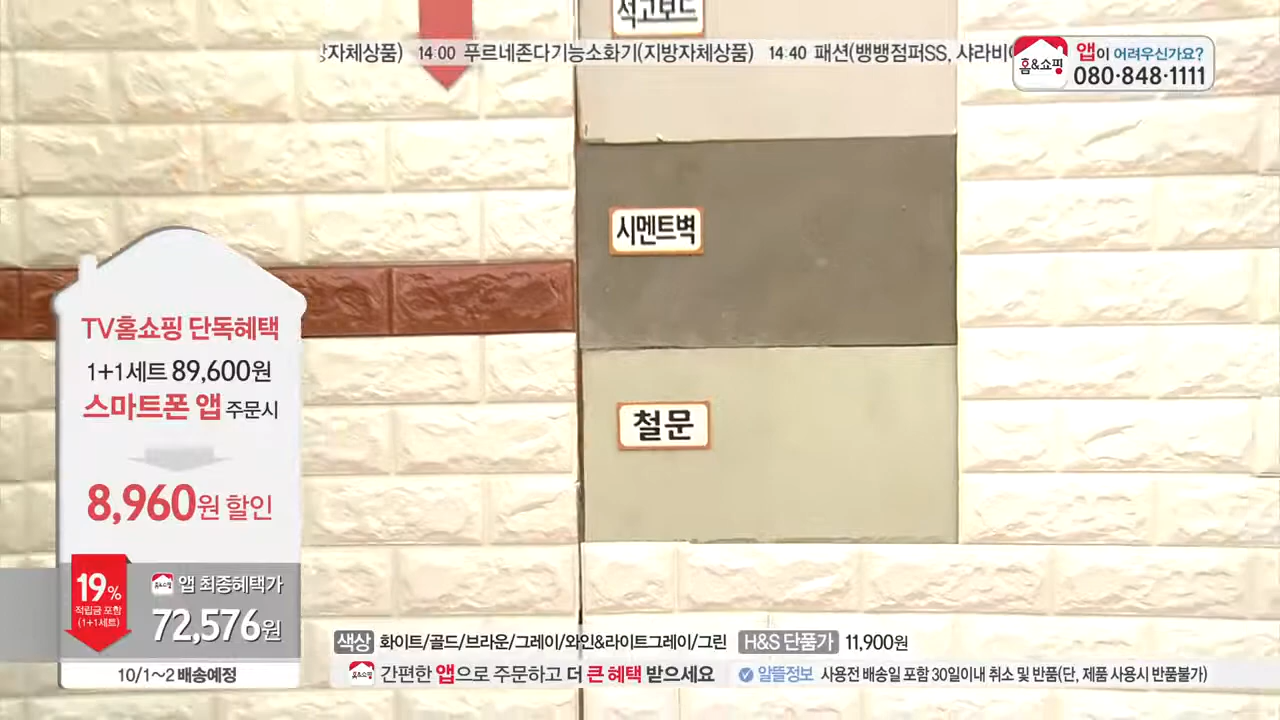 석고보드
장자체상품) 14:00 푸르네존다기능소화기(지방자체상품) 14:40 패션(뱅뱅점퍼SS, 샤라비
홈&쇼핑
앱이 어려우신가요?
080·848·1111
시멘트벽
철문
TV홈쇼핑 단독혜택
1+1세트 89,600원
스마트폰 앱 주문시
8,960원 할인
19%
적립금 포함
(1+1세트)
홈&쇼핑 앱 최종혜택가
72,576원
10/1~2 배송예정
색상 화이트/골드/브라운/그레이/와인&라이트그레이/그린 H&S 단품가 11,900원
홈&쇼핑 간편한 앱으로 주문하고 더 큰 혜택 받으세요
알뜰정보 사용전 배송일 포함 30일이내 취소 및 반품(단, 제품 사용시 반품불가)